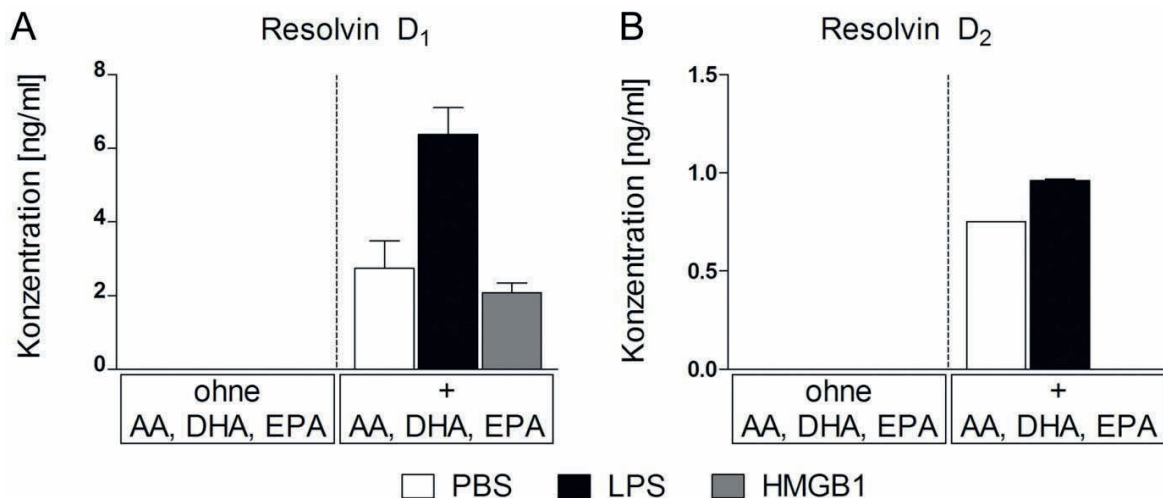 A
Resolvin D₁
Konzentration [ng/ml]
8
6
4
2
0
ohne
AA, DHA, EPA
+
AA, DHA, EPA
B
Resolvin D₂
Konzentration [ng/ml]
1.5
1.0
0.5
0.0
ohne
AA, DHA, EPA
+
AA, DHA, EPA
PBS LPS HMGB1